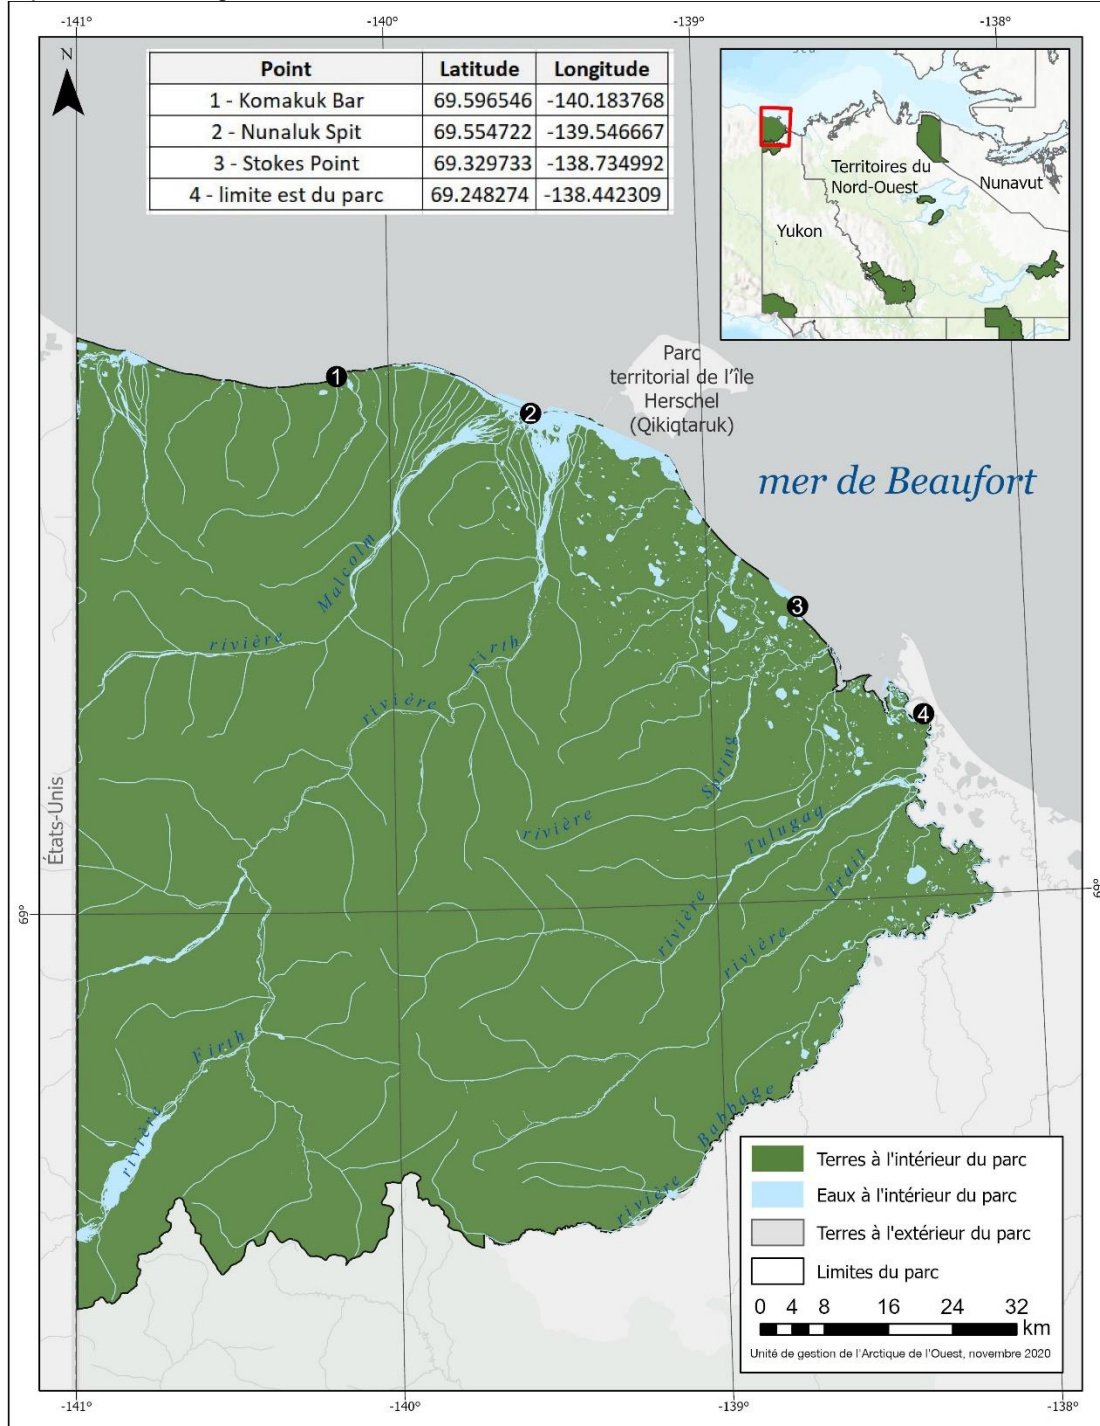 -141°
-140°
-139°
-138°
N
Point Latitude Longitude
1 - Komakuk Bar 69.596546 -140.183768
2 - Nunaluk Spit 69.554722 -139.546667
3 - Stokes Point 69.329733 -138.734992
4 - limite est du parc 69.248274 -138.442309
Territoires du
Nord-Ouest
Nunavut
Yukon
Parc
territorial de l'île
Herschel
(Qikiqtaruk)
1
2
mer de Beaufort
3
4
rivière Malcolm
rivière Firth
rivière Spring
rivière Tulugaq
rivière Trail
États-Unis
69°
69°
rivière Firth
rivière Babbage
Terres à l'intérieur du parc
Eaux à l'intérieur du parc
Terres à l'extérieur du parc
Limites du parc
0 4 8 16 24 32
km
Unité de gestion de l'Arctique de l'Ouest, novembre 2020
-141°
-140°
-139°
-138°